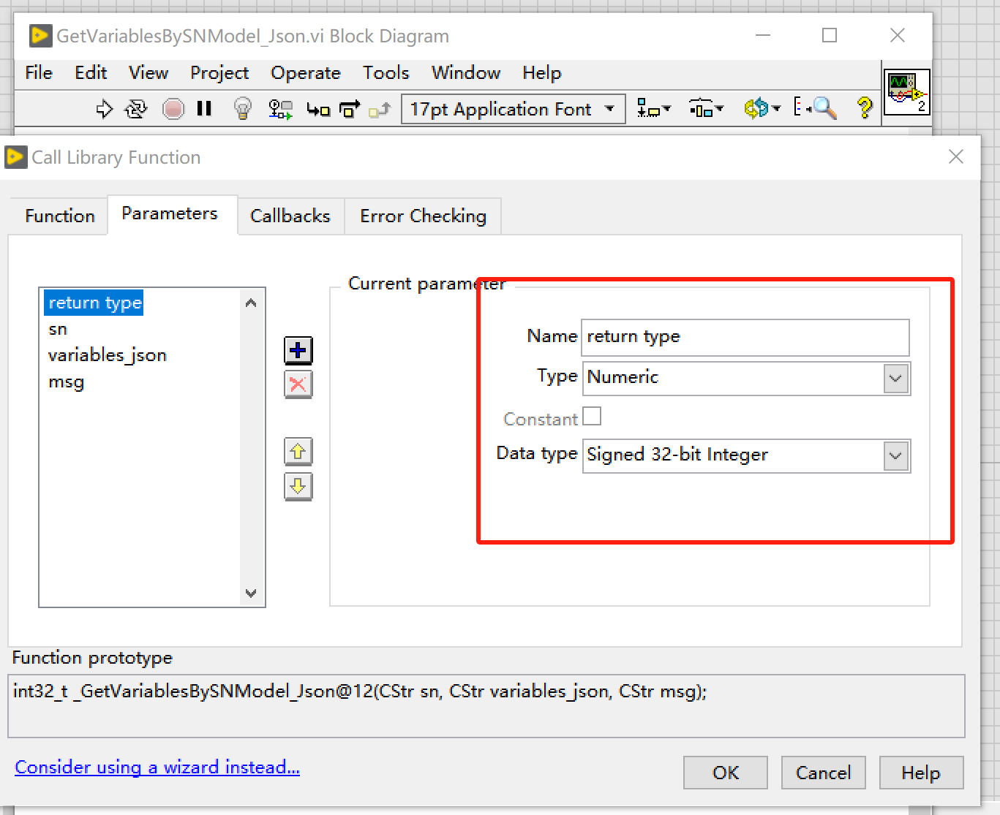 GetVariablesBySNModel_Json.vi Block Diagram
File Edit View Project Operate Tools Window Help
17pt Application Font
2
Call Library Function
Function Parameters Callbacks Error Checking
return type
sn
variables_json
msg
Current parameter
Name return type
Type Numeric
Constant
Data type Signed 32-bit Integer
Function prototype
int32_t _GetVariablesBySNModel_Json@12(CStr sn, CStr variables_json, CStr msg);
Consider using a wizard instead...
OK Cancel Help